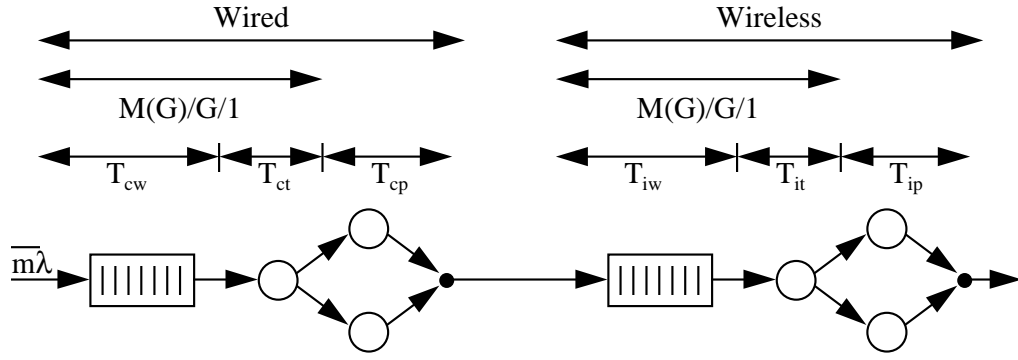 Wired Wireless
M(G)/G/1 M(G)/G/1
T_cw T_ct T_cp T_iw T_it T_ip
m̅λ